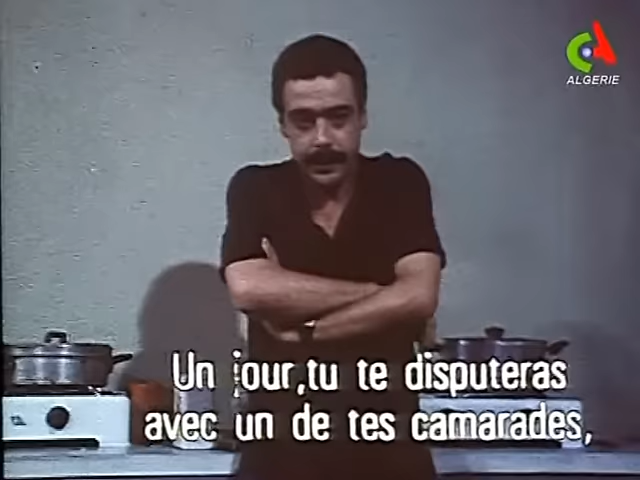 ALGERIE
Un jour,tu te disputeras
avec un de tes camarades,